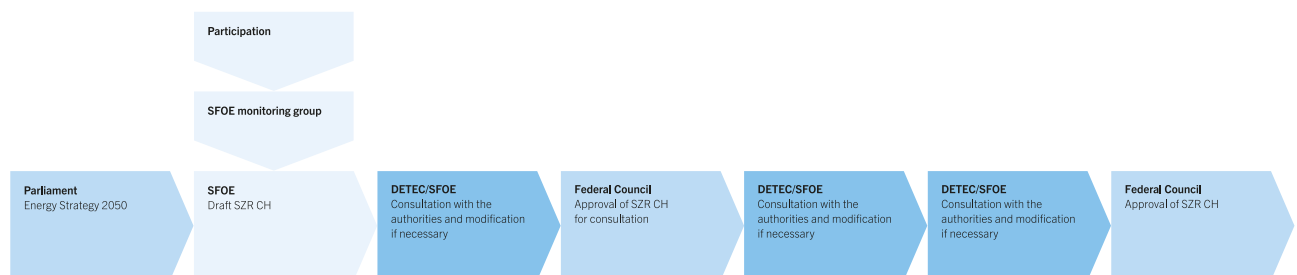 Participation
SFOE monitoring group
Parliament
Energy Strategy 2050
SFOE
Draft SZR CH
DETEC/SFOE
Consultation with the
authorities and modification
if necessary
Federal Council
Approval of SZR CH
for consultation
DETEC/SFOE
Consultation with the
authorities and modification
if necessary
DETEC/SFOE
Consultation with the
authorities and modification
if necessary
Federal Council
Approval of SZR CH